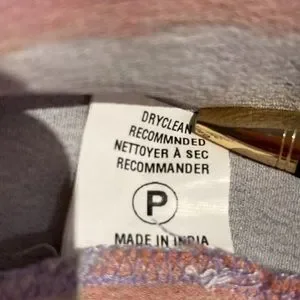 DRYCLEAN
RECOMMNDED
NETTOYER À SEC
RECOMMANDER
P
MADE IN INDIA